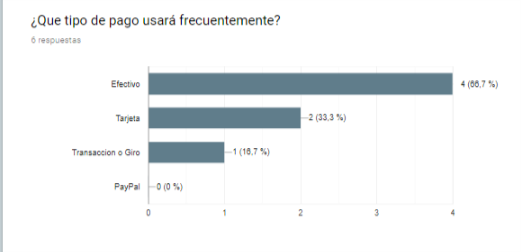 ¿Que tipo de pago usará frecuentemente?
6 respuestas
Efectivo 4 (66,7 %)
Tarjeta 2 (33,3 %)
Transaccion o Giro 1 (16,7 %)
PayPal 0 (0 %)
0 1 2 3 4